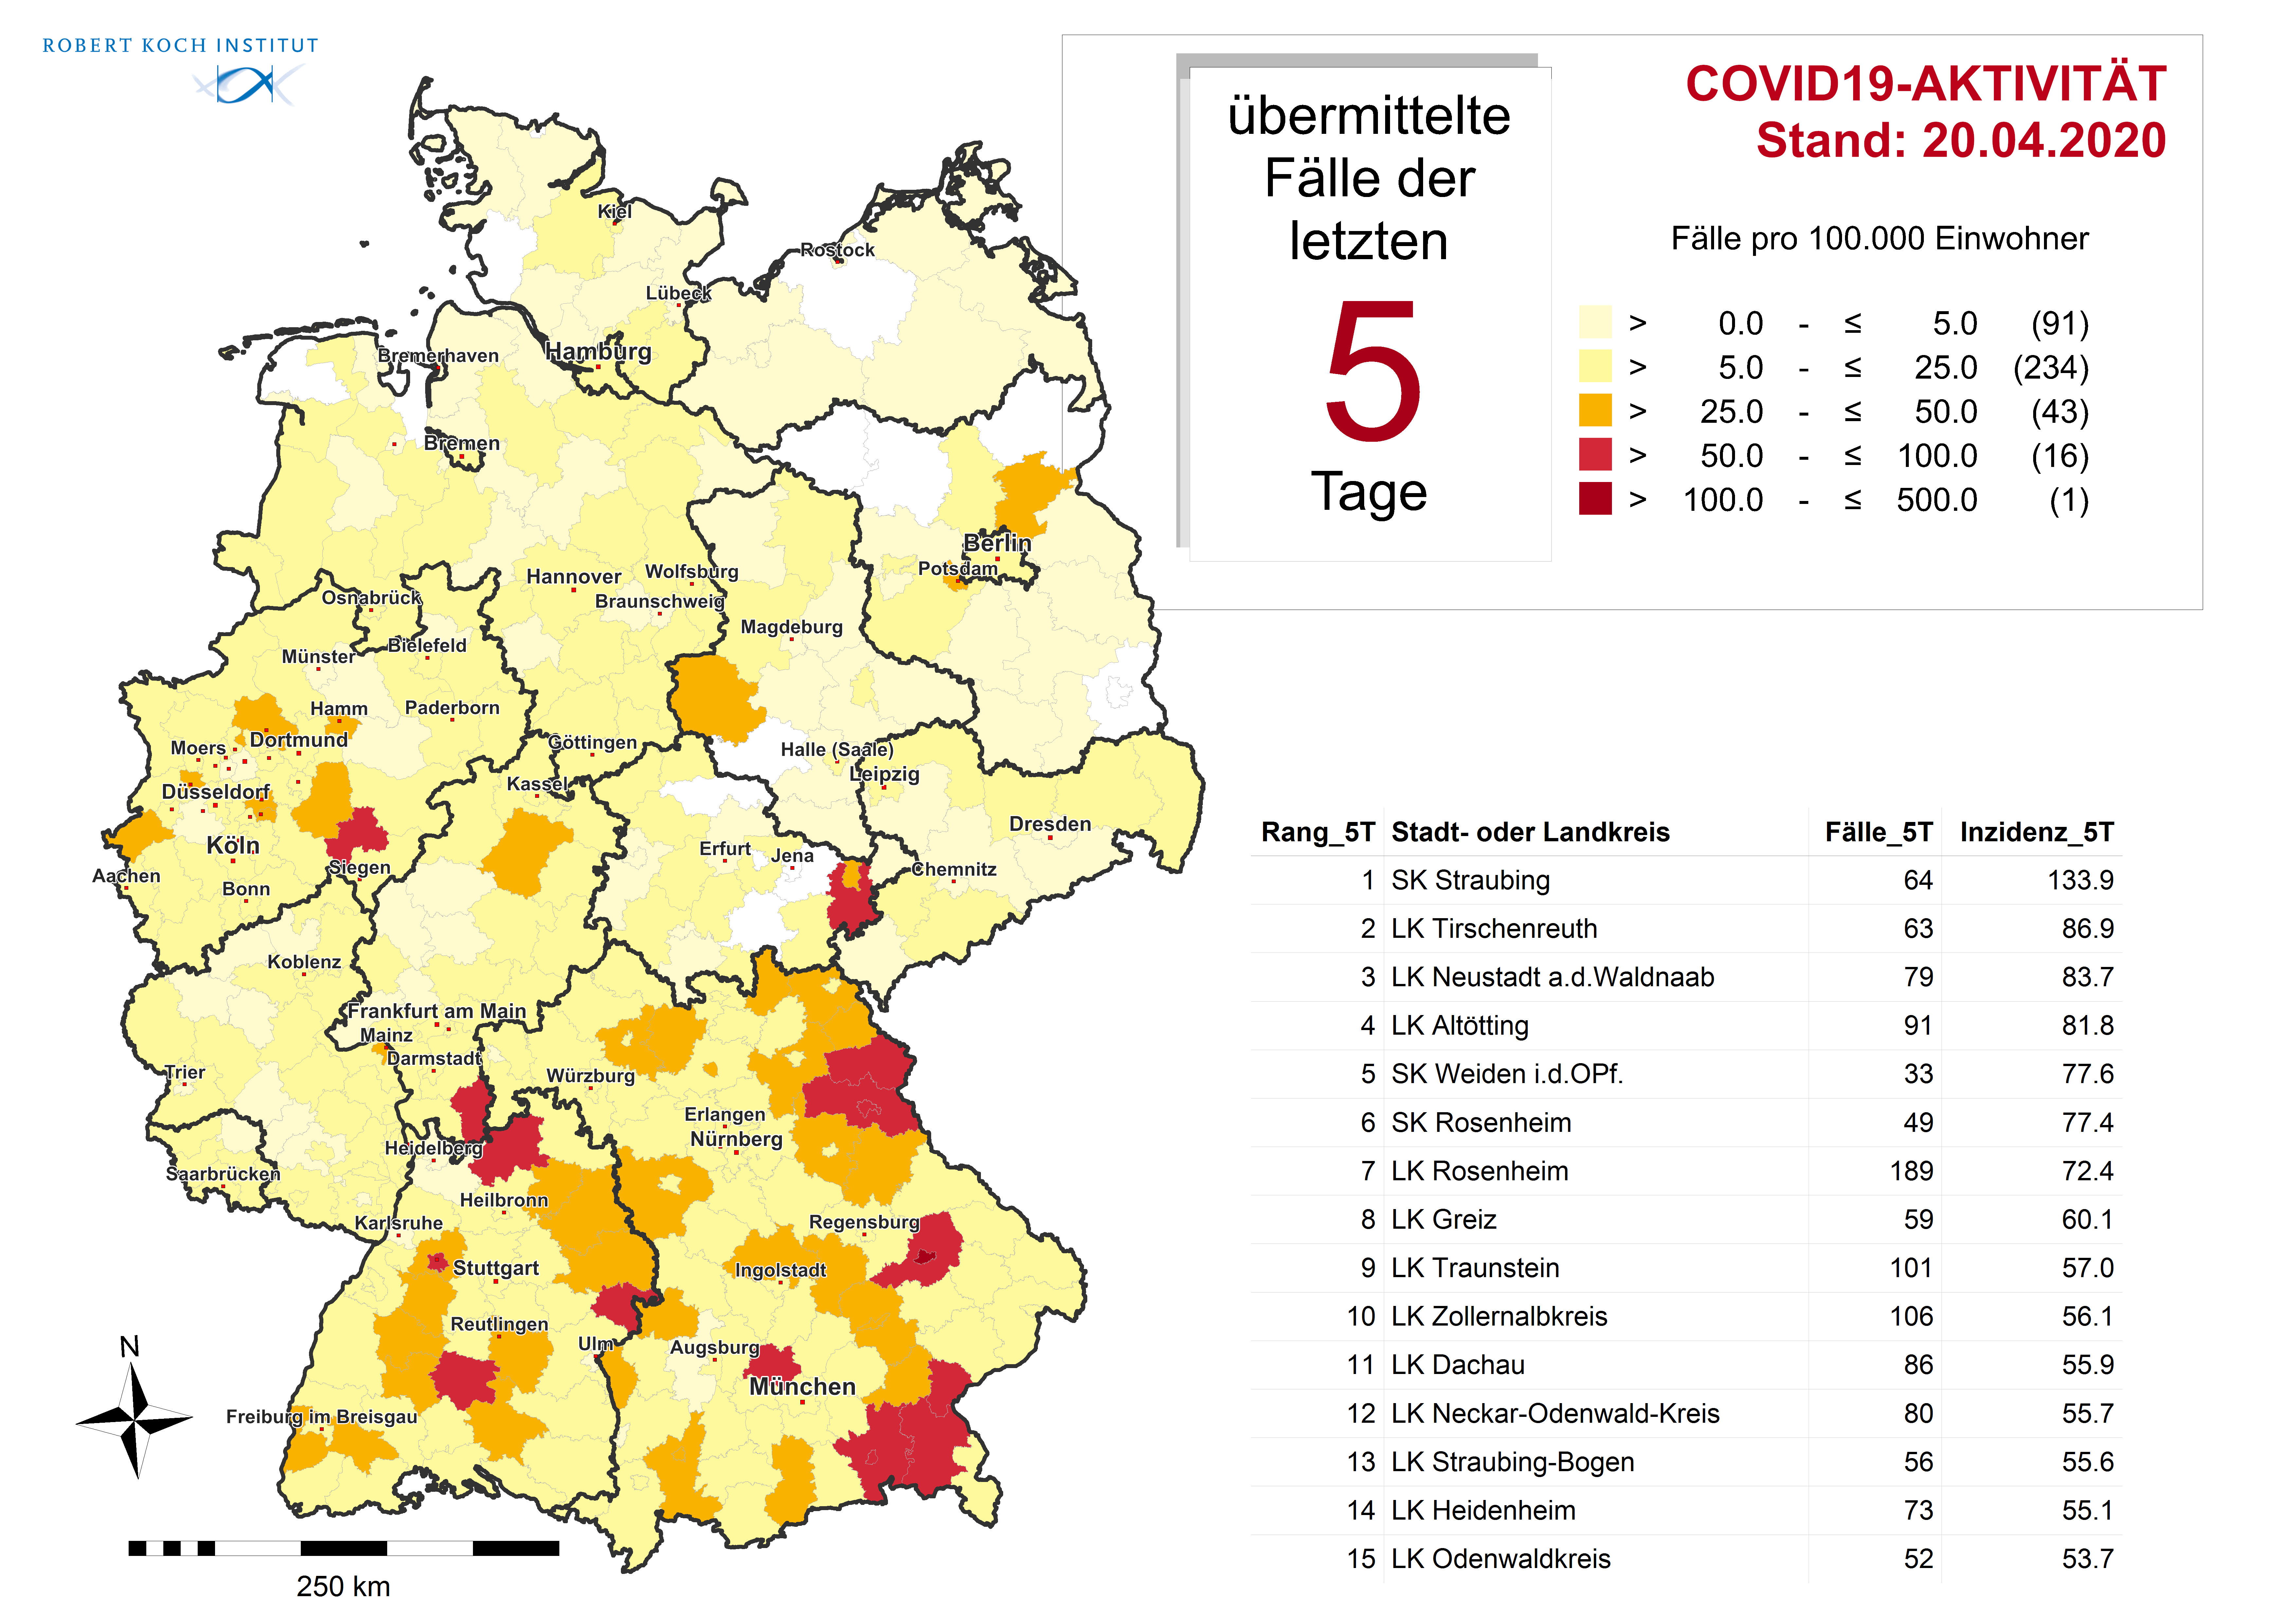 ROBERT KOCH INSTITUT
übermittelte
Fälle der
letzten
5
Tage
COVID19-AKTIVITÄT
Stand: 20.04.2020
Fälle pro 100.000 Einwohner
> 0.0 - ≤ 5.0 (91)
> 5.0 - ≤ 25.0 (234)
> 25.0 - ≤ 50.0 (43)
> 50.0 - ≤ 100.0 (16)
> 100.0 - ≤ 500.0 (1)
Kiel
Rostock
Lübeck
Hamburg
Bremerhaven
Bremen
Berlin
Potsdam
Hannover
Wolfsburg
Braunschweig
Osnabrück
Magdeburg
Bielefeld
Münster
Hamm
Paderborn
Moers
Dortmund
Göttingen
Halle (Saale)
Leipzig
Düsseldorf
Kassel
Dresden
Köln
Erfurt
Jena
Siegen
Chemnitz
Aachen
Bonn
Koblenz
Frankfurt am Main
Mainz
Darmstadt
Trier
Würzburg
Erlangen
Nürnberg
Heidelberg
Saarbrücken
Heilbronn
Karlsruhe
Regensburg
Stuttgart
Ingolstadt
Reutlingen
Ulm
Augsburg
München
Freiburg im Breisgau
N
250 km
Rang_5T Stadt- oder Landkreis Fälle_5T Inzidenz_5T
1 SK Straubing 64 133.9
2 LK Tirschenreuth 63 86.9
3 LK Neustadt a.d.Waldnaab 79 83.7
4 LK Altötting 91 81.8
5 SK Weiden i.d.OPf. 33 77.6
6 SK Rosenheim 49 77.4
7 LK Rosenheim 189 72.4
8 LK Greiz 59 60.1
9 LK Traunstein 101 57.0
10 LK Zollernalbkreis 106 56.1
11 LK Dachau 86 55.9
12 LK Neckar-Odenwald-Kreis 80 55.7
13 LK Straubing-Bogen 56 55.6
14 LK Heidenheim 73 55.1
15 LK Odenwaldkreis 52 53.7